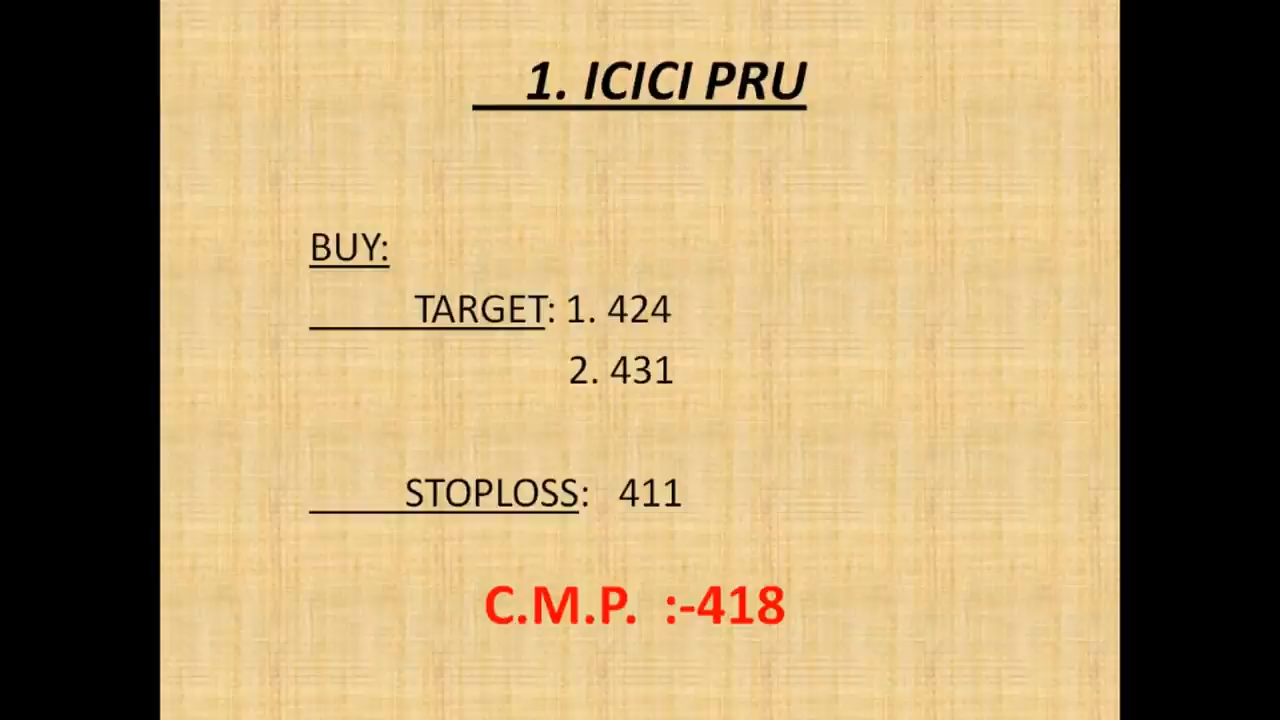 1. ICICI PRU
BUY:
TARGET: 1. 424
2. 431
STOPLOSS: 411
C.M.P. :-418